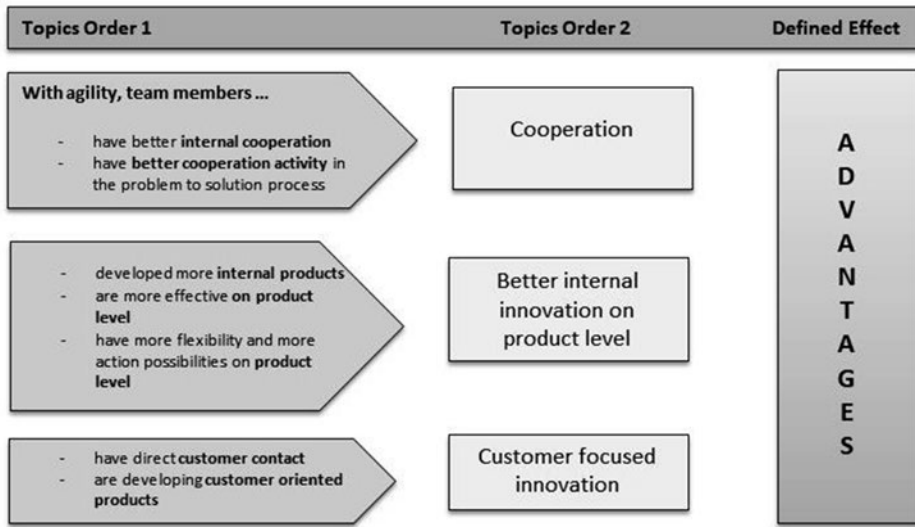 Topics Order 1
Topics Order 2
Defined Effect
With agility, team members ...
- have better internal cooperation
- have better cooperation activity in
the problem to solution process
Cooperation
- developed more internal products
- are more effective on product
level
- have more flexibility and more
action possibilities on product
level
Better internal
innovation on
product level
- have direct customer contact
- are developing customer oriented
products
Customer focused
innovation
A
D
V
A
N
T
A
G
E
S